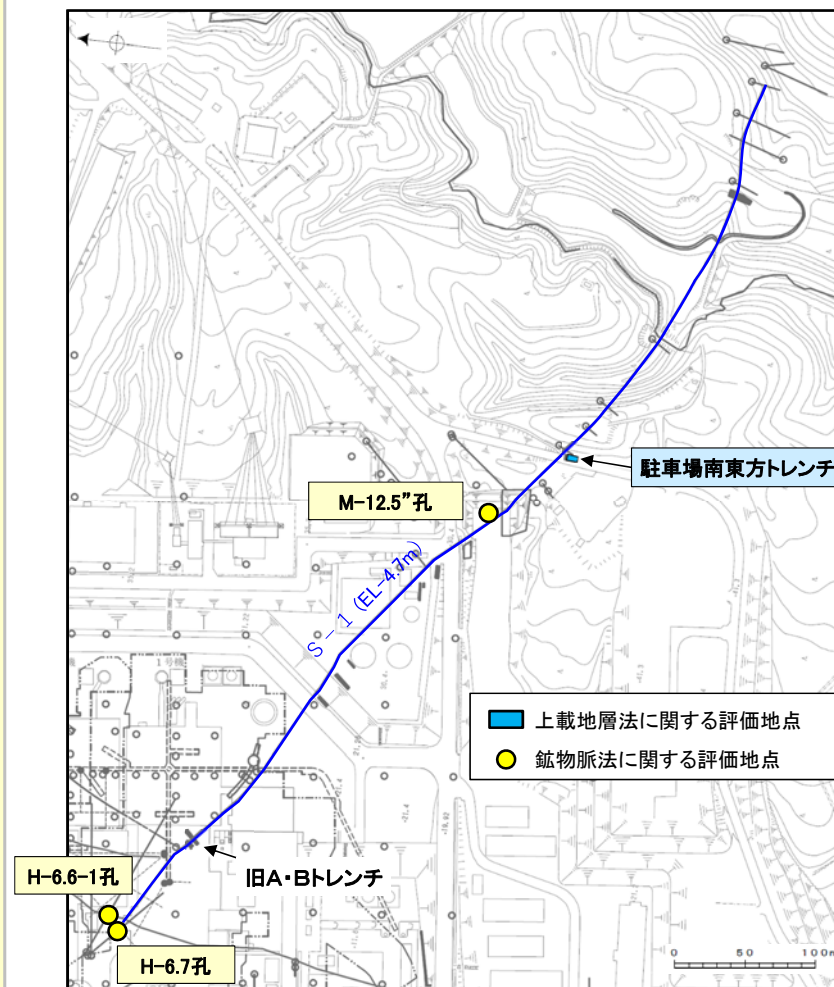 駐車場南東方トレンチ
M-12.5”孔
S-1 (EL-4.7m)
上載地層法に関する評価地点
鉱物脈法に関する評価地点
1号機
旧A・Bトレンチ
H-6.6-1孔
H-6.7孔
0 50 100m